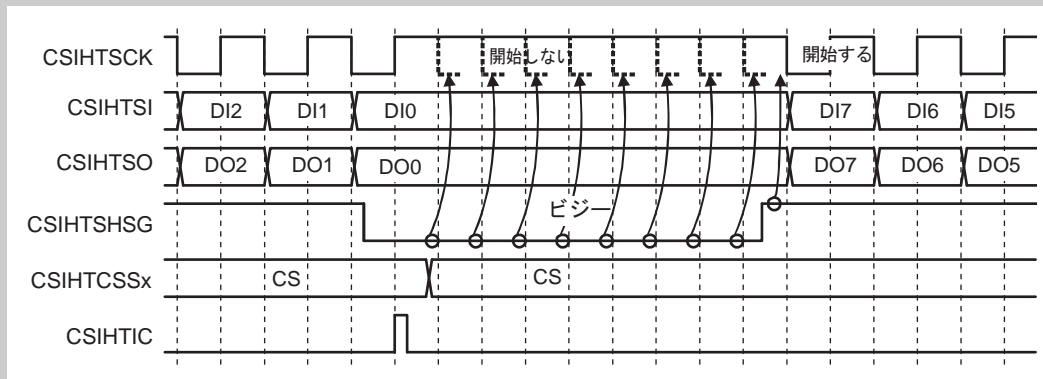 CSIHTSCK 開始しない 開始する
CSIHTSI DI2 DI1 DI0 DI7 DI6 DI5
CSIHTSO DO2 DO1 DO0 DO7 DO6 DO5
CSIHTSHSG ビジー
CSIHTCSSx CS CS
CSIHTIC